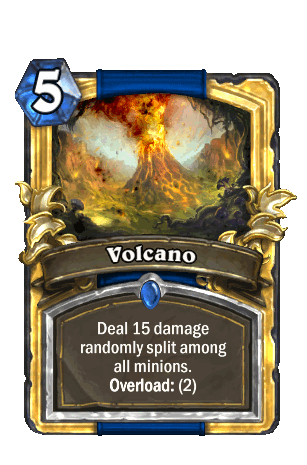 5
Volcano
Deal 15 damage
randomly split among
all minions.
Overload: (2)